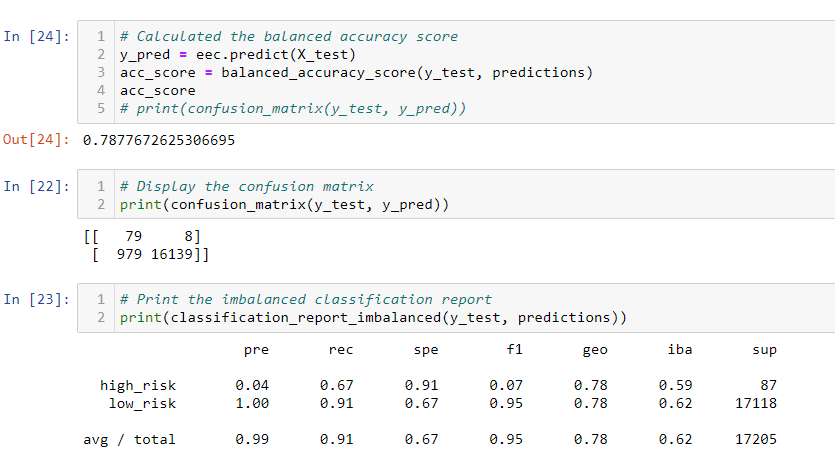 In [24]:
1 # Calculated the balanced accuracy score
2 y_pred = eec.predict(X_test)
3 acc_score = balanced_accuracy_score(y_test, predictions)
4 acc_score
5 # print(confusion_matrix(y_test, y_pred))
Out[24]: 0.7877672625306695
In [22]:
1 # Display the confusion matrix
2 print(confusion_matrix(y_test, y_pred))
[[   79     8]
 [  979 16139]]
In [23]:
1 # Print the imbalanced classification report
2 print(classification_report_imbalanced(y_test, predictions))
pre rec spe f1 geo iba sup
high_risk 0.04 0.67 0.91 0.07 0.78 0.59 87
low_risk 1.00 0.91 0.67 0.95 0.78 0.62 17118
avg / total 0.99 0.91 0.67 0.95 0.78 0.62 17205